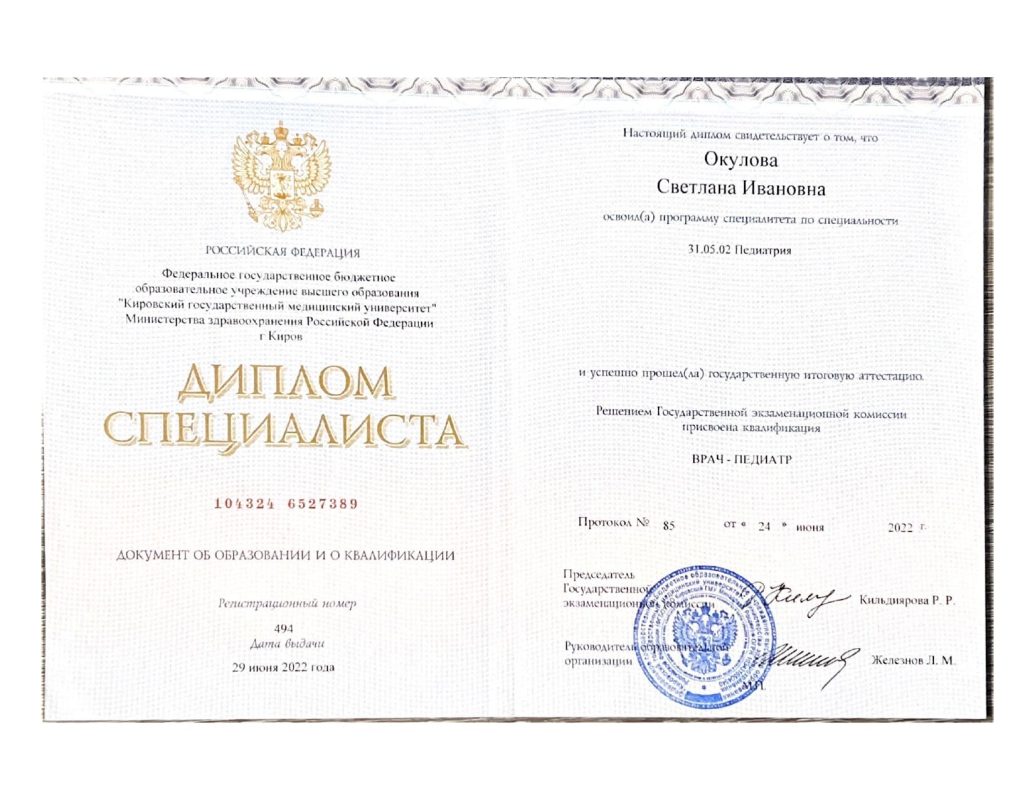 РОССИЙСКАЯ ФЕДЕРАЦИЯ
Федеральное государственное бюджетное
образовательное учреждение высшего образования
"Кировский государственный медицинский университет"
Министерства здравоохранения Российской Федерации
г Киров
ДИПЛОМ
СПЕЦИАЛИСТА
104324 6527389
ДОКУМЕНТ ОБ ОБРАЗОВАНИИ И О КВАЛИФИКАЦИИ
Регистрационный номер
494
Дата выдачи
29 июня 2022 года
Настоящий диплом свидетельствует о том, что
Окулова
Светлана Ивановна
освоил(а) программу специалитета по специальности
31.05.02 Педиатрия
и успешно прошел(ла) государственную итоговую аттестацию.
Решением Государственной экзаменационной комиссии
присвоена квалификация
ВРАЧ - ПЕДИАТР
Протокол № 85 от « 24 » июня 2022 г.
Председатель
Государственной
экзаменационной комиссии Кильдиярова Р. Р.
Руководитель образовательной
организации Железнов Л. М.
М.П.